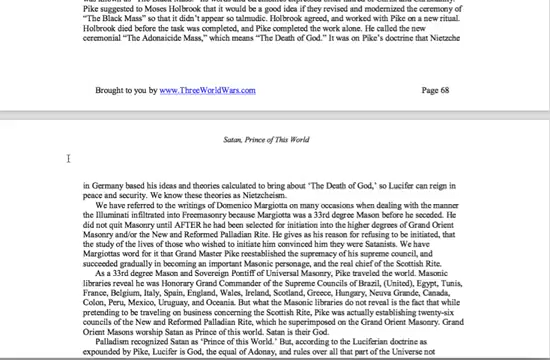 Pike suggested to Moses Holbrook that it would be a good idea if they revised and modernized the ceremony of
"The Black Mass" so that it didn't appear so talmudic. Holbrook agreed, and worked with Pike on a new ritual.
Holbrook died before the task was completed, and Pike completed the work alone. He called the new
ceremonial "The Adonaicide Mass," which means "The Death of God." It was on Pike's doctrine that Nietzche
Brought to you by www.ThreeWorldWars.com Page 68
Satan, Prince of This World
in Germany based his ideas and theories calculated to bring about 'The Death of God,' so Lucifer can reign in
peace and security. We know these theories as Nietzcheism.
We have referred to the writings of Domenico Margiotta on many occasions when dealing with the manner
the Illuminati infiltrated into Freemasonry because Margiotta was a 33rd degree Mason before he seceded. He
did not quit Masonry until AFTER he had been selected for initiation into the higher degrees of Grand Orient
Masonry and/or the New and Reformed Palladian Rite. He gives as his reason for refusing to be initiated, that
the study of the lives of those who wished to initiate him convinced him they were Satanists. We have
Margiottas word for it that Grand Master Pike reestablished the supremacy of his supreme council, and
succeeded gradually in becoming an important Masonic personage, and the real chief of the Scottish Rite.
As a 33rd degree Mason and Sovereign Pontiff of Universal Masonry, Pike traveled the world. Masonic
libraries reveal he was Honorary Grand Commander of the Supreme Councils of Brazil, (United), Egypt, Tunis,
France, Belgium, Italy, Spain, England, Wales, Ireland, Scotland, Greece, Hungary, Neuva Grande, Canada,
Colon, Peru, Mexico, Uruguay, and Oceania. But what the Masonic libraries do not reveal is the fact that while
pretending to be traveling on business concerning the Scottish Rite, Pike was actually establishing twenty-six
councils of the New and Reformed Palladian Rite, which he superimposed on the Grand Orient Masonry. Grand
Orient Masons worship Satan as Prince of this world. Satan is their God.
Palladism recognized Satan as 'Prince of this World.' But, according to the Luciferian doctrine as
expounded by Pike, Lucifer is God, the equal of Adonay, and rules over all that part of the Universe not